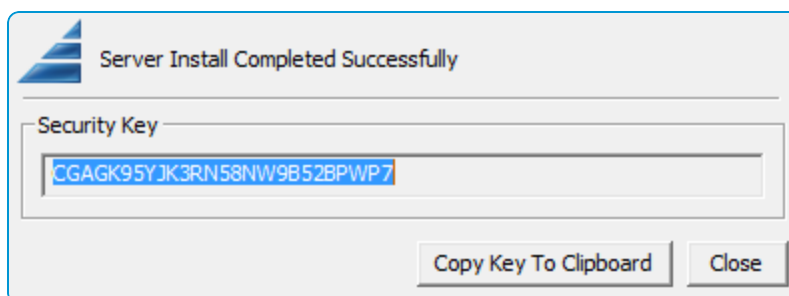 Server Install Completed Successfully
Security Key
CGAGK95YJK3RN58NW9B52BPWP7
Copy Key To Clipboard
Close